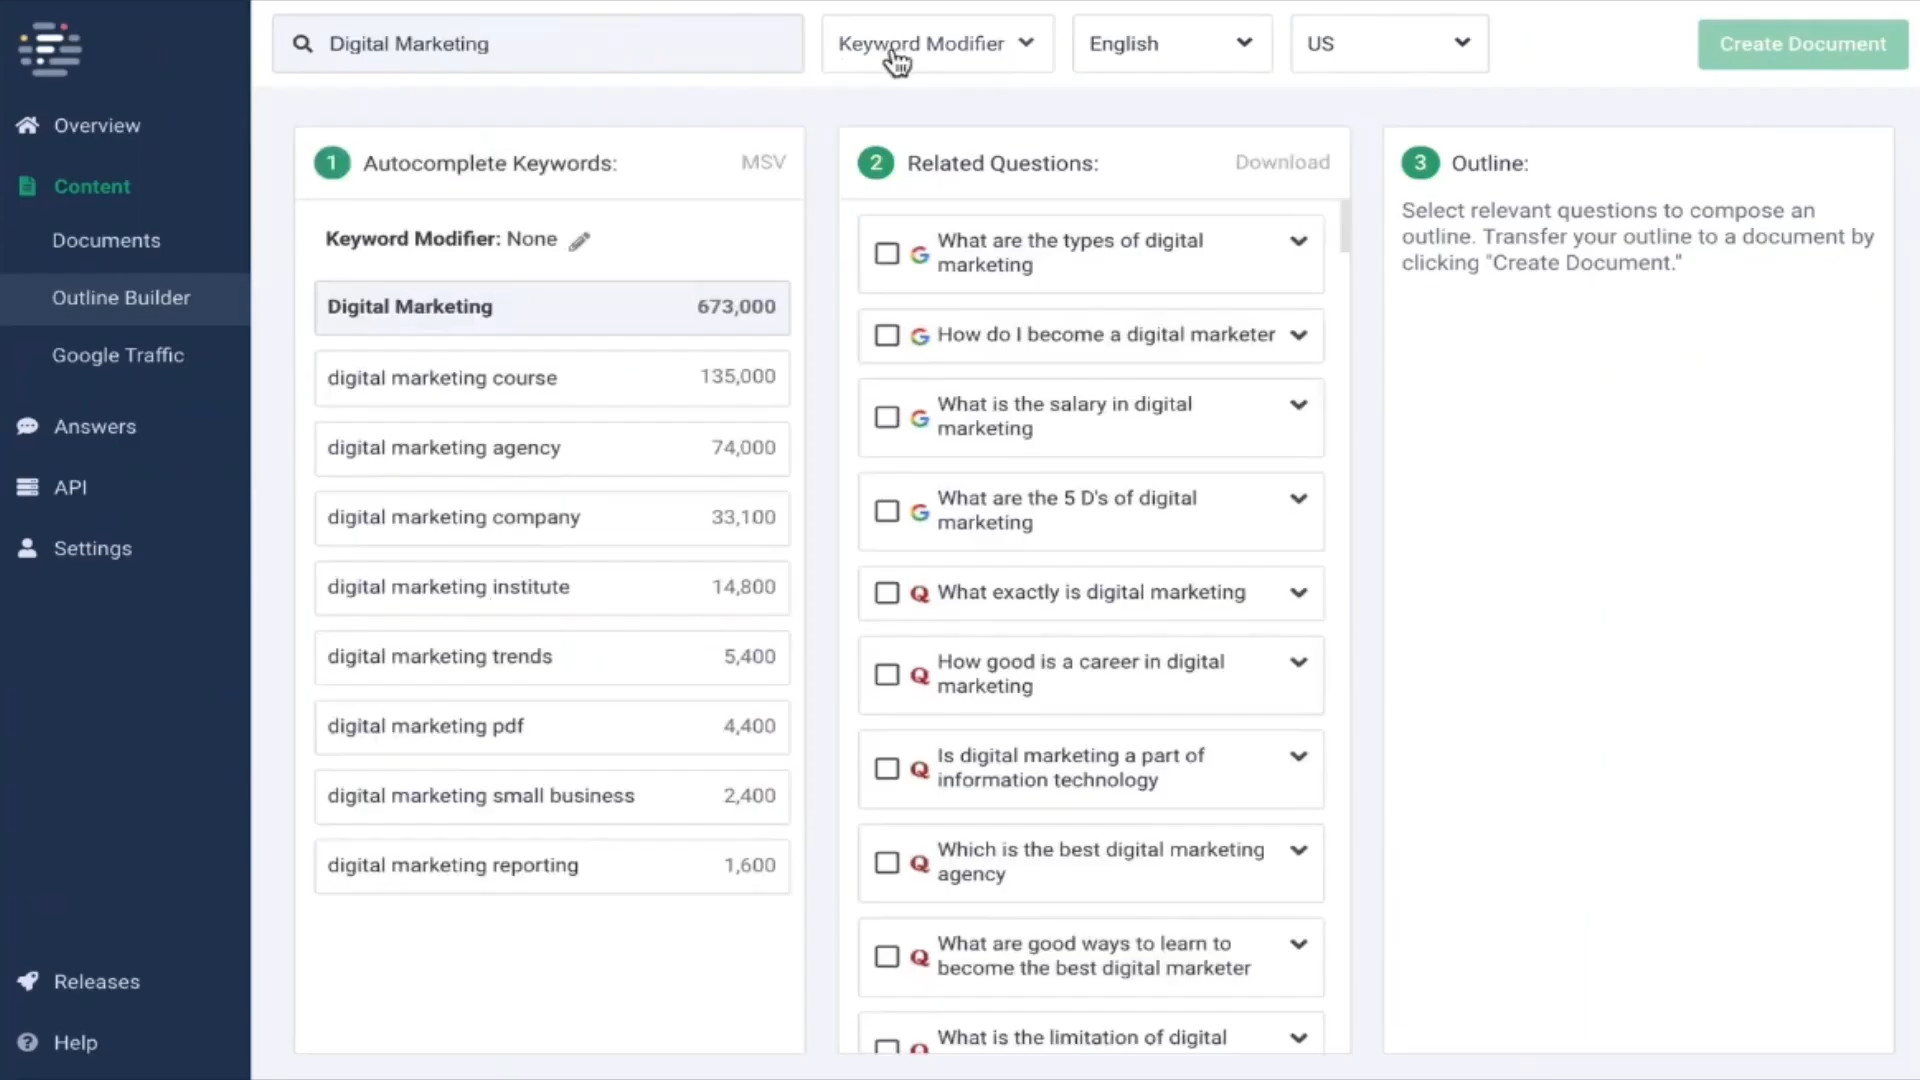 Digital Marketing
Keyword Modifier
English
US
Create Document
Overview
Content
Documents
Outline Builder
Google Traffic
Answers
API
Settings
Releases
Help
1 Autocomplete Keywords: MSV
Keyword Modifier: None
Digital Marketing 673,000
digital marketing course 135,000
digital marketing agency 74,000
digital marketing company 33,100
digital marketing institute 14,800
digital marketing trends 5,400
digital marketing pdf 4,400
digital marketing small business 2,400
digital marketing reporting 1,600
2 Related Questions: Download
What are the types of digital
marketing
How do I become a digital marketer
What is the salary in digital
marketing
What are the 5 D's of digital
marketing
What exactly is digital marketing
How good is a career in digital
marketing
Is digital marketing a part of
information technology
Which is the best digital marketing
agency
What are good ways to learn to
become the best digital marketer
What is the limitation of digital
3 Outline:
Select relevant questions to compose an
outline. Transfer your outline to a document by
clicking "Create Document."